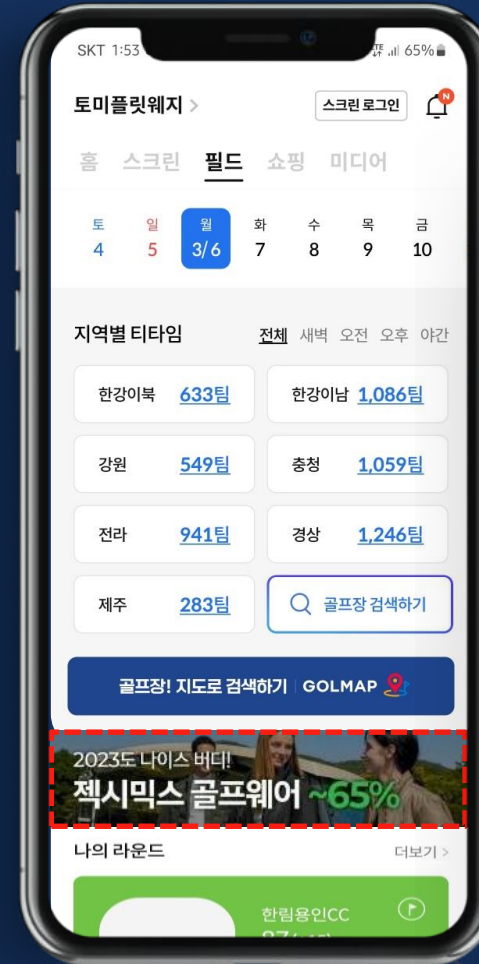 SKT 1:53
65%
토미플릿웨지 >
스크린 로그인
N
홈 스크린 필드 쇼핑 미디어
토 일 월 화 수 목 금
4 5 3/6 7 8 9 10
지역별 티타임
전체 새벽 오전 오후 야간
한강이북 633팀
한강이남 1,086팀
강원 549팀
충청 1,059팀
전라 941팀
경상 1,246팀
제주 283팀
골프장 검색하기
골프장! 지도로 검색하기 | GOLMAP
2023도 나이스 버디!
젝시믹스 골프웨어 ~65%
나의 라운드
더보기 >
한림용인CC